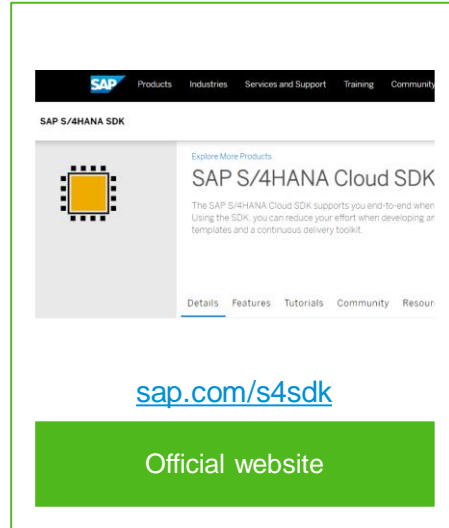 SAP Products Industries Services and Support Training Community
SAP S/4HANA SDK
Explore More Products
SAP S/4HANA Cloud SDK
The SAP S/4HANA Cloud SDK supports you end-to-end when
Using the SDK, you can reduce your effort when developing an
templates and a continuous delivery toolkit.
Details Features Tutorials Community Resour
sap.com/s4sdk
Official website